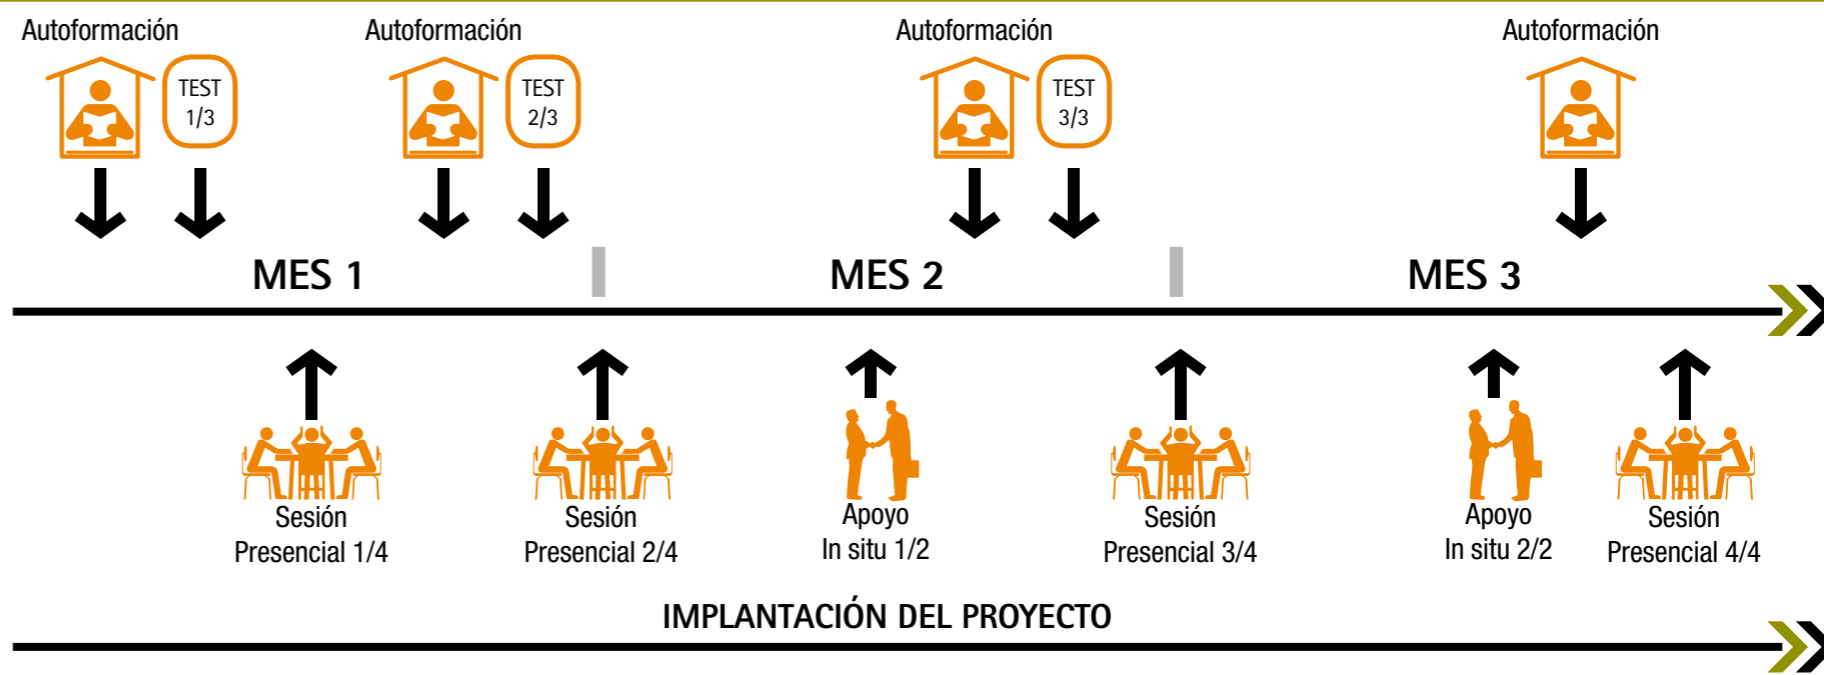 Autoformación
Autoformación
Autoformación
Autoformación
TEST
1/3
TEST
2/3
TEST
3/3
MES 1
MES 2
MES 3
Sesión
Presencial 1/4
Sesión
Presencial 2/4
Apoyo
In situ 1/2
Sesión
Presencial 3/4
Apoyo
In situ 2/2
Sesión
Presencial 4/4
IMPLANTACIÓN DEL PROYECTO